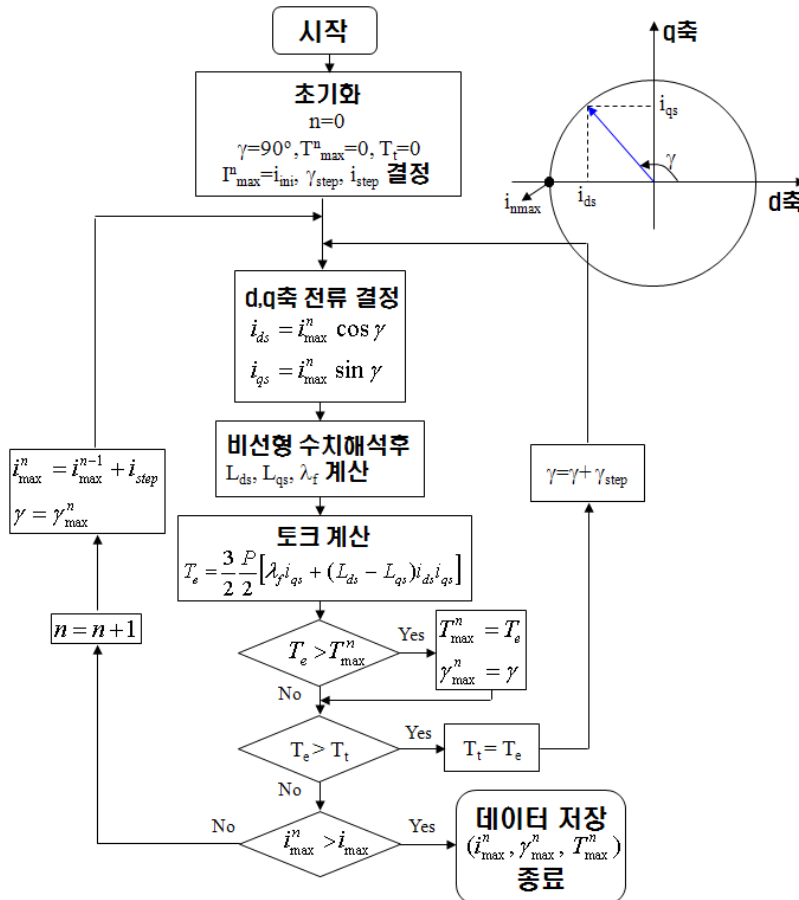 시작
초기화
n=0
γ=90°,Tⁿmax=0, Tt=0
Iⁿmax=iini, γstep, istep 결정
q축
iqs
γ
inmax
ids
d축
d,q축 전류 결정
ids = iⁿmax cos γ
iqs = iⁿmax sin γ
비선형 수치해석후
Lds, Lqs, λf 계산
iⁿmax = iⁿ⁻¹max + istep
γ = γⁿmax
γ=γ+ γstep
토크 계산
Te = 3/2 P/2 [λf iqs + (Lds − Lqs) ids iqs]
n = n + 1
Te > Tⁿmax
Yes
Tⁿmax = Te
γⁿmax = γ
No
Te > Tt
Yes
Tt = Te
No
iⁿmax > imax
No
Yes
데이터 저장
(iⁿmax, γⁿmax, Tⁿmax)
종료